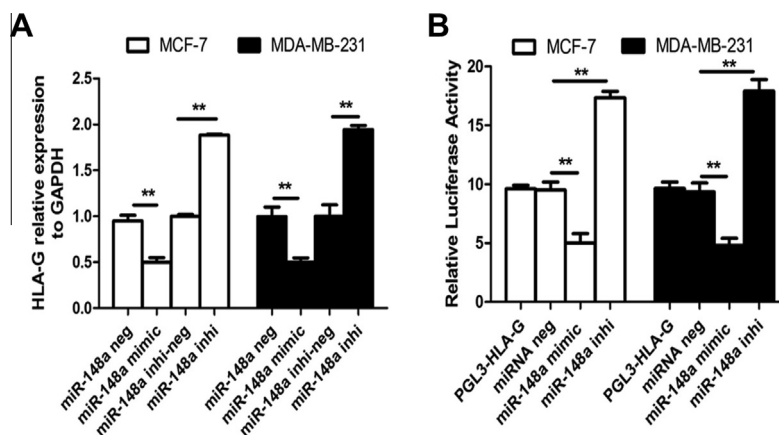 A
MCF-7 MDA-MB-231
HLA-G relative expression
to GAPDH
2.5
2.0
1.5
1.0
0.5
0.0
** ** ** **
miR-148a neg
miR-148a mimic
miR-148a inhi-neg
miR-148a inhi
miR-148a neg
miR-148a mimic
miR-148a inhi-neg
miR-148a inhi
B
MCF-7 MDA-MB-231
Relative Luciferase Activity
20
15
10
5
0
** ** ** **
PGL3-HLA-G
miRNA neg
miR-148a mimic
miR-148a inhi
PGL3-HLA-G
miRNA neg
miR-148a mimic
miR-148a inhi